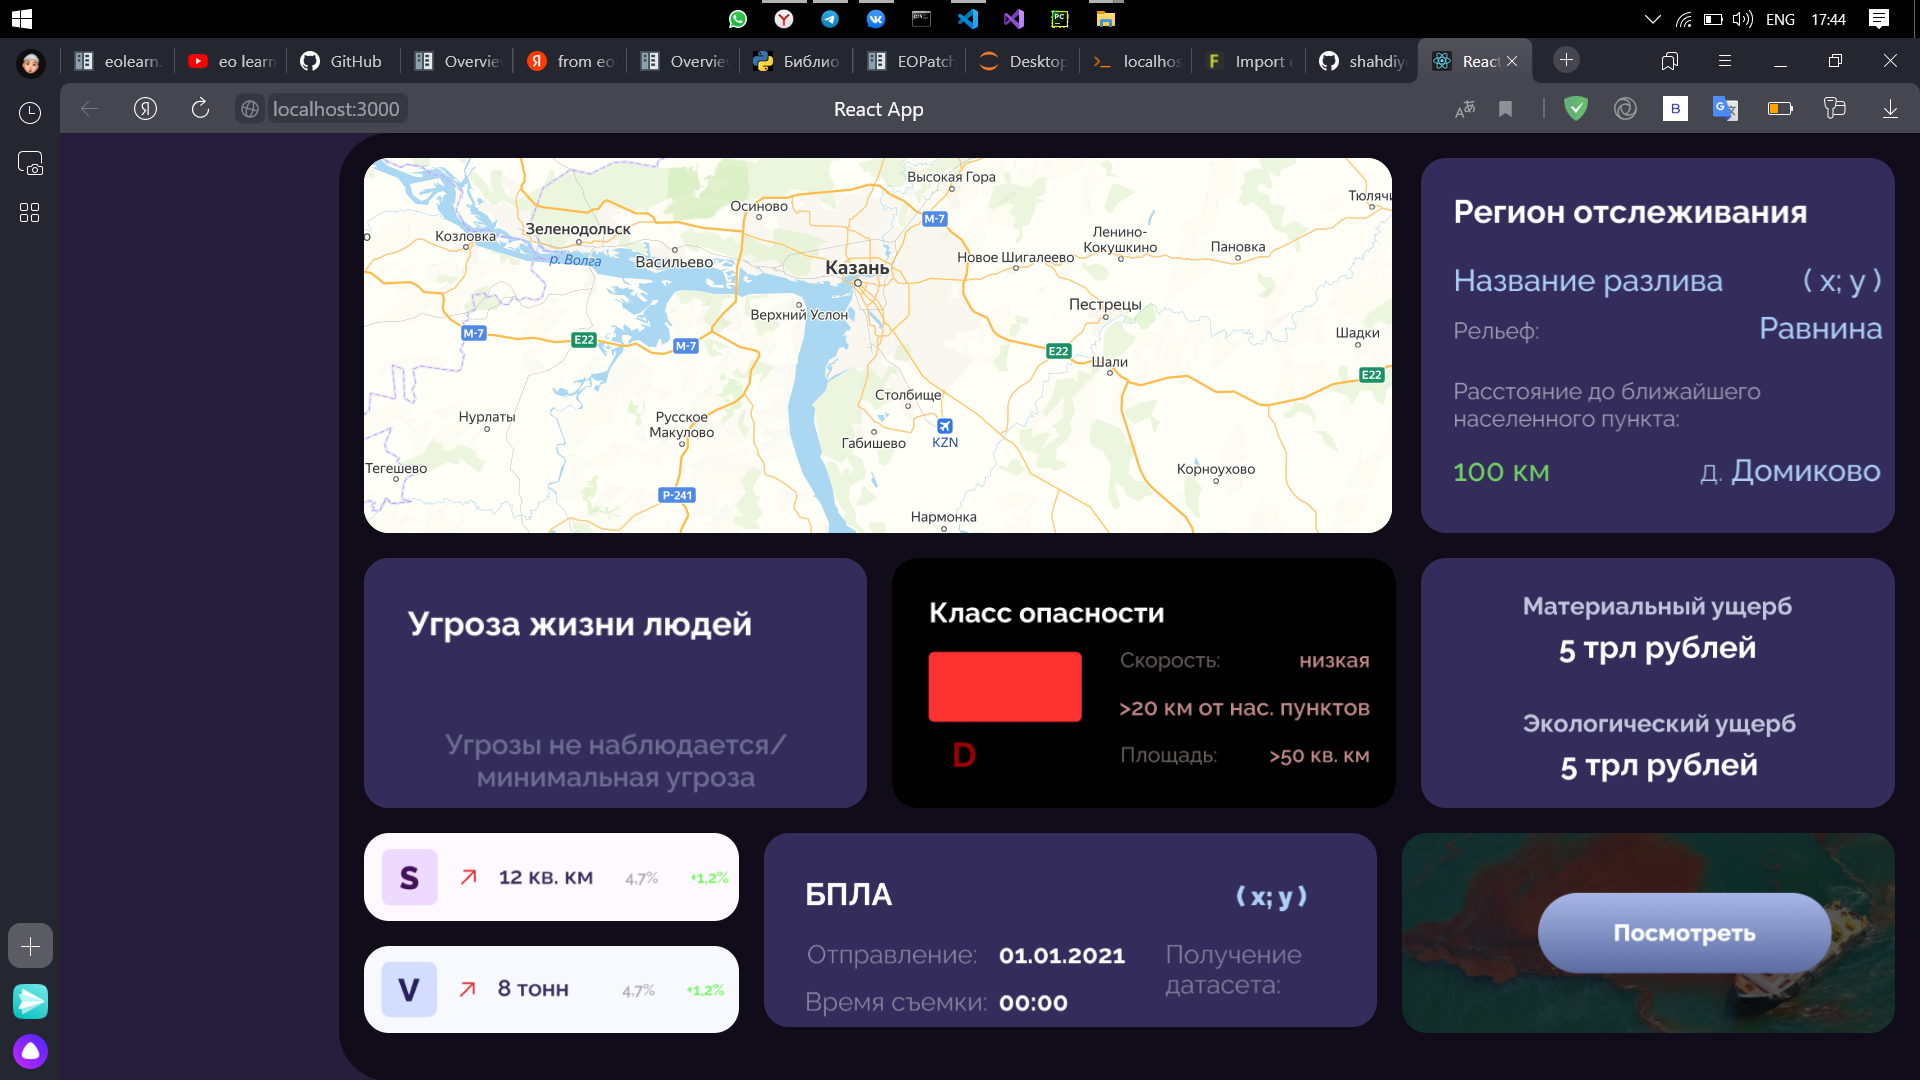 ENG 17:44
eolearn. eo learn GitHub Overvie from eo Overvie Библио EOPatch Desktop localhos Import e shahdiye React
localhost:3000 React App
Высокая Гора
Тюлячи
Осиново
М-7
Зеленодольск
Козловка
Ленино-
Кокушкино
Пановка
р. Волга
Васильево
Казань
Новое Шигалеево
Верхний Услон
Пестрецы
М-7
E22
М-7
E22
Шадки
Шали
E22
Столбище
Нурлаты
Русское
Макулово
Габишево
KZN
Тегешево
Корноухово
Р-241
Нармонка
Регион отслеживания
Название разлива ( x; y )
Рельеф: Равнина
Расстояние до ближайшего
населенного пункта:
100 км д. Домиково
Угроза жизни людей
Угрозы не наблюдается/
минимальная угроза
Класс опасности
Скорость: низкая
>20 км от нас. пунктов
D
Площадь: >50 кв. км
Материальный ущерб
5 трл рублей
Экологический ущерб
5 трл рублей
S 12 кв. км 4,7% +1,2%
V 8 тонн 4,7% +1,2%
БПЛА ( x; y )
Отправление: 01.01.2021
Время съемки: 00:00
Получение
датасета:
Посмотреть